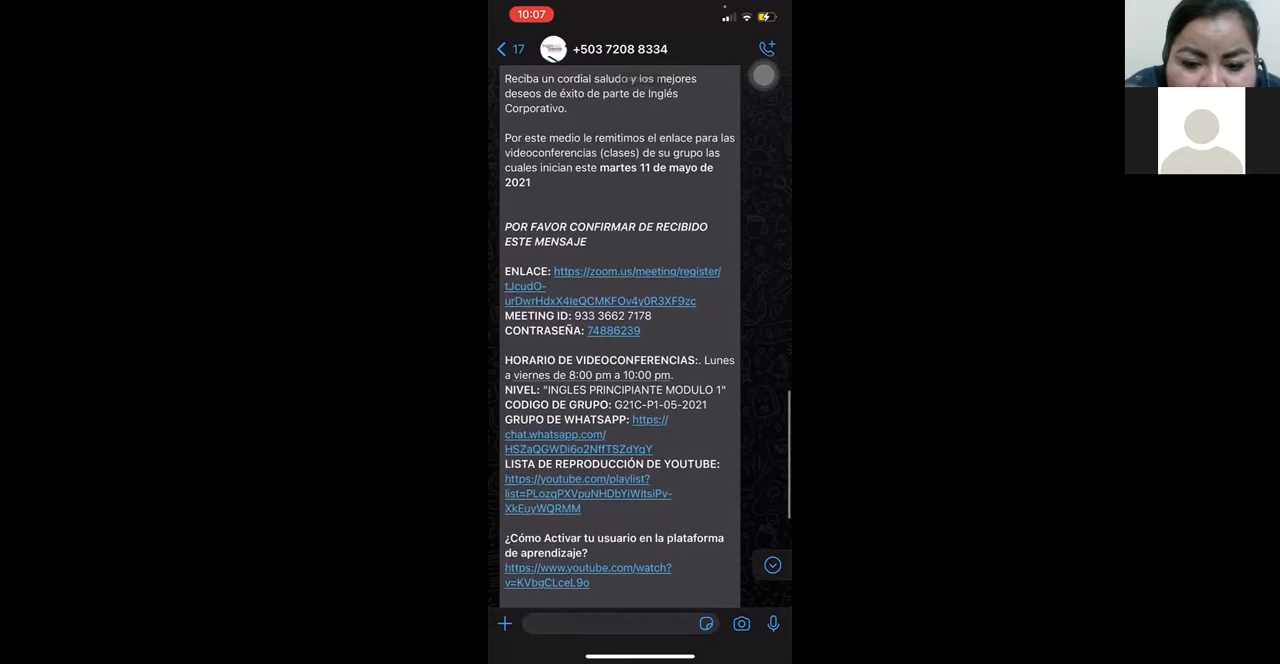 10:07
17
+503 7208 8334
Reciba un cordial saludo y los mejores
deseos de éxito de parte de Inglés
Corporativo.
Por este medio le remitimos el enlace para las
videoconferencias (clases) de su grupo las
cuales inician este martes 11 de mayo de
2021
POR FAVOR CONFIRMAR DE RECIBIDO
ESTE MENSAJE
ENLACE: https://zoom.us/meeting/register/
tJcudO-
urDwrHdxX4IeQCMKFOv4y0R3XF9zc
MEETING ID: 933 3662 7178
CONTRASEÑA: 74886239
HORARIO DE VIDEOCONFERENCIAS:. Lunes
a viernes de 8:00 pm a 10:00 pm.
NIVEL: "INGLES PRINCIPIANTE MODULO 1"
CODIGO DE GRUPO: G21C-P1-05-2021
GRUPO DE WHATSAPP: https://
chat.whatsapp.com/
HSZaQGWDi6o2NffTSZdYqY
LISTA DE REPRODUCCIÓN DE YOUTUBE:
https://youtube.com/playlist?
list=PLozqPXVpuNHDbYiWItsiPv-
XkEuyWQRMM
¿Cómo Activar tu usuario en la plataforma
de aprendizaje?
https://www.youtube.com/watch?
v=KVbgCLceL9o